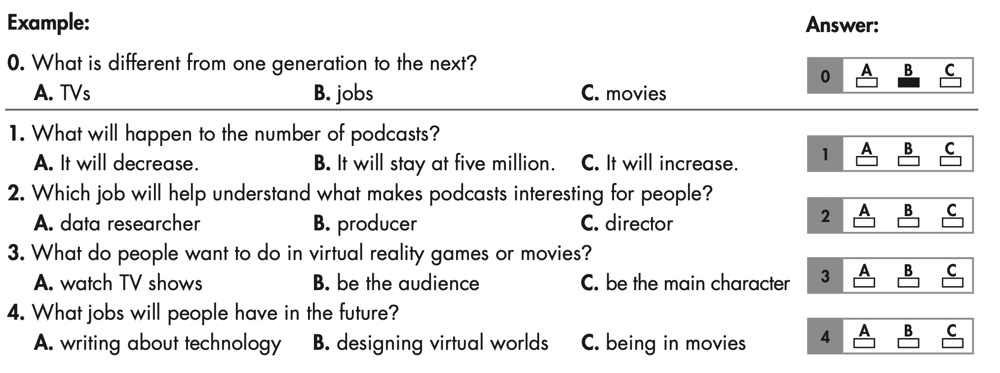 Example: Answer:
0. What is different from one generation to the next?
A. TVs B. jobs C. movies
0 A B C
1. What will happen to the number of podcasts?
A. It will decrease. B. It will stay at five million. C. It will increase.
1 A B C
2. Which job will help understand what makes podcasts interesting for people?
A. data researcher B. producer C. director
2 A B C
3. What do people want to do in virtual reality games or movies?
A. watch TV shows B. be the audience C. be the main character
3 A B C
4. What jobs will people have in the future?
A. writing about technology B. designing virtual worlds C. being in movies
4 A B C